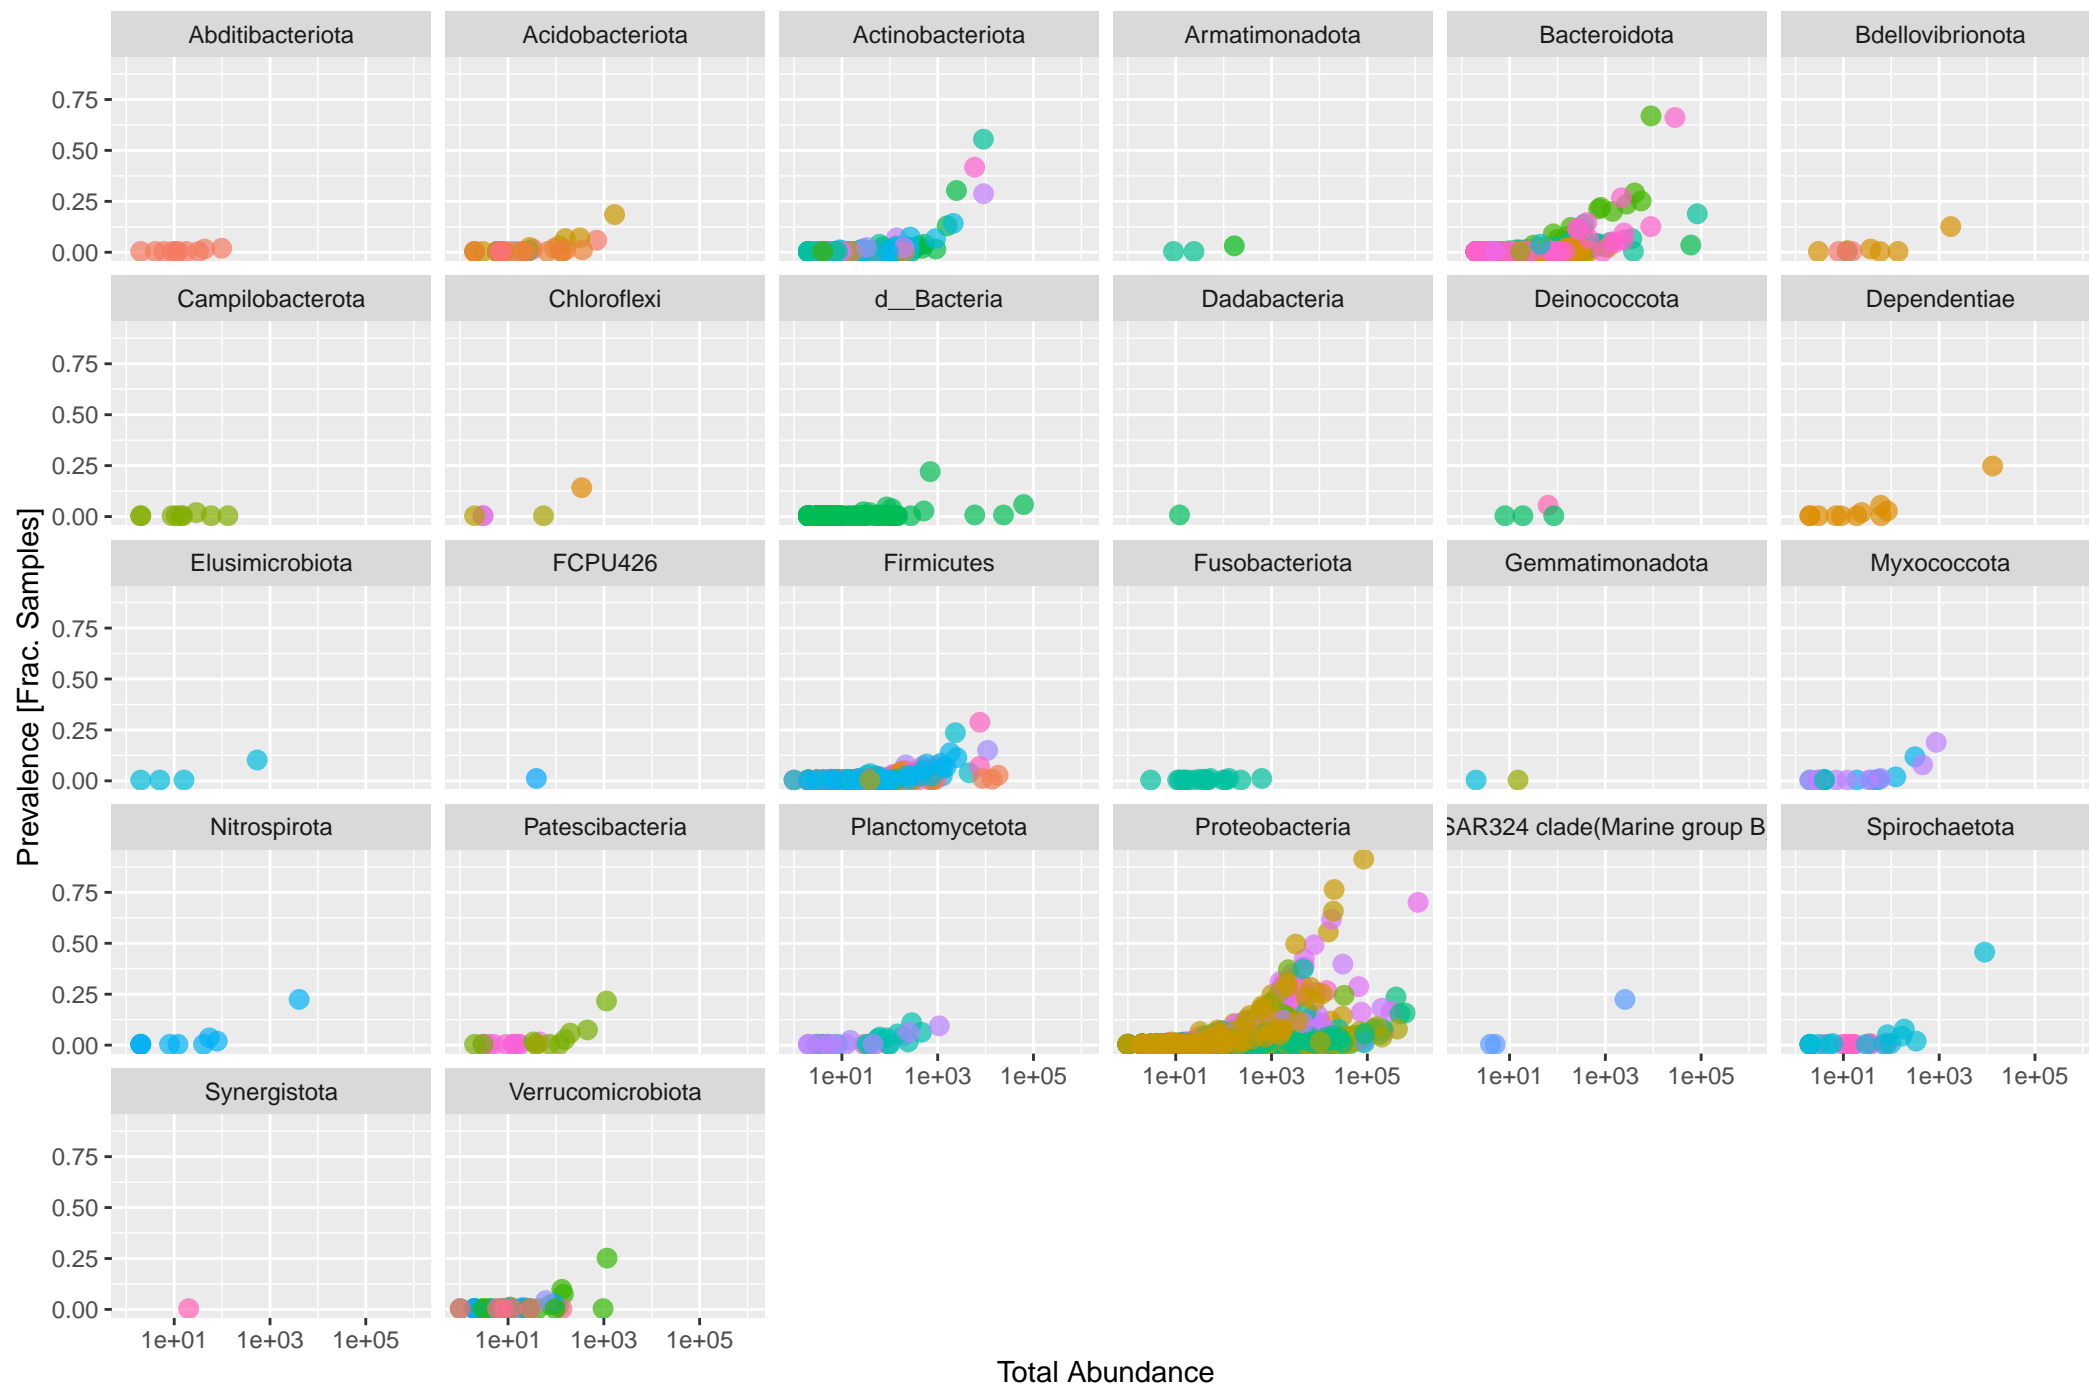 Abditibacteriota Acidobacteriota Actinobacteriota Armatimonadota Bacteroidota Bdellovibrionota
0.75
0.50
0.25
0.00
Campilobacterota Chloroflexi d__Bacteria Dadabacteria Deinococcota Dependentiae
0.75
0.50
0.25
0.00
Elusimicrobiota FCPU426 Firmicutes Fusobacteriota Gemmatimonadota Myxococcota
0.75
0.50
0.25
0.00
Prevalence [Frac. Samples]
Nitrospirota Patescibacteria Planctomycetota Proteobacteria SAR324 clade(Marine group B) Spirochaetota
0.75
0.50
0.25
0.00
1e+01 1e+03 1e+05 1e+01 1e+03 1e+05 1e+01 1e+03 1e+05 1e+01 1e+03 1e+05
Synergistota Verrucomicrobiota
0.75
0.50
0.25
0.00
1e+01 1e+03 1e+05 1e+01 1e+03 1e+05
Total Abundance